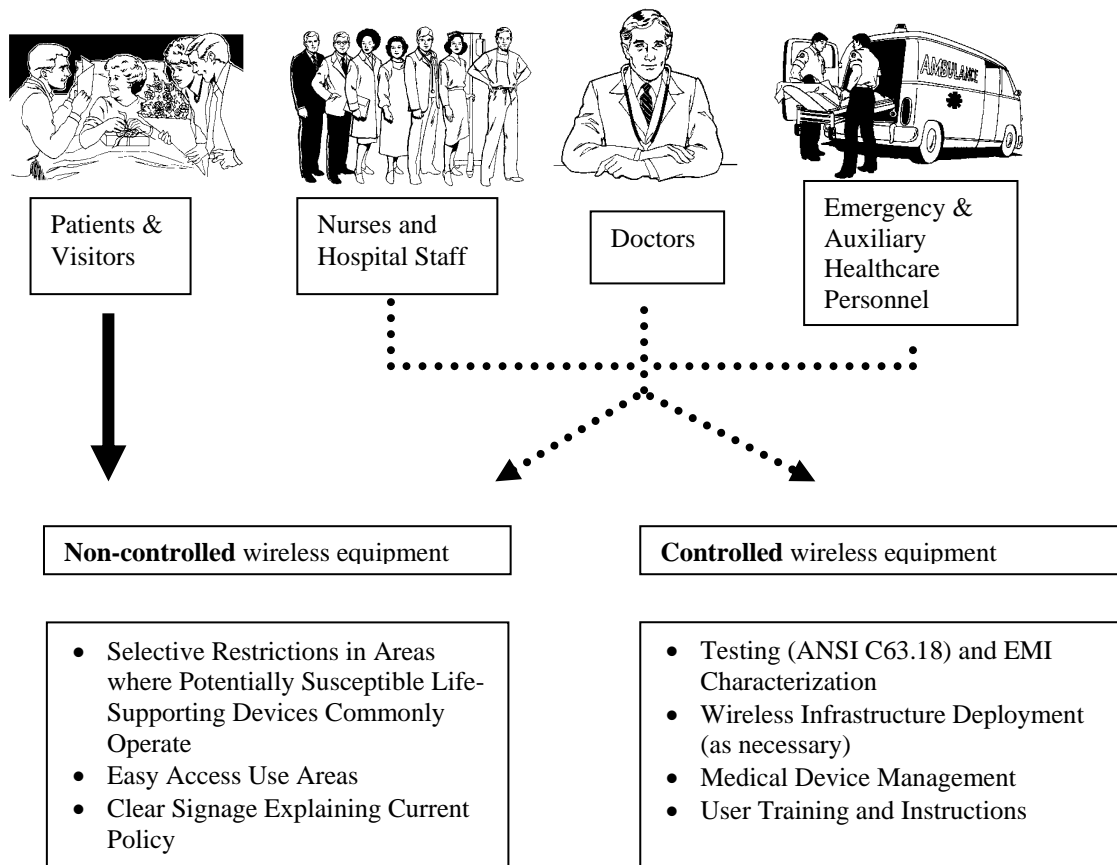 AMBULANCE
Patients &
Visitors
Nurses and
Hospital Staff
Doctors
Emergency &
Auxiliary
Healthcare
Personnel
Non-controlled wireless equipment
Controlled wireless equipment
• Selective Restrictions in Areas
where Potentially Susceptible Life-
Supporting Devices Commonly
Operate
• Easy Access Use Areas
• Clear Signage Explaining Current
Policy
• Testing (ANSI C63.18) and EMI
Characterization
• Wireless Infrastructure Deployment
(as necessary)
• Medical Device Management
• User Training and Instructions